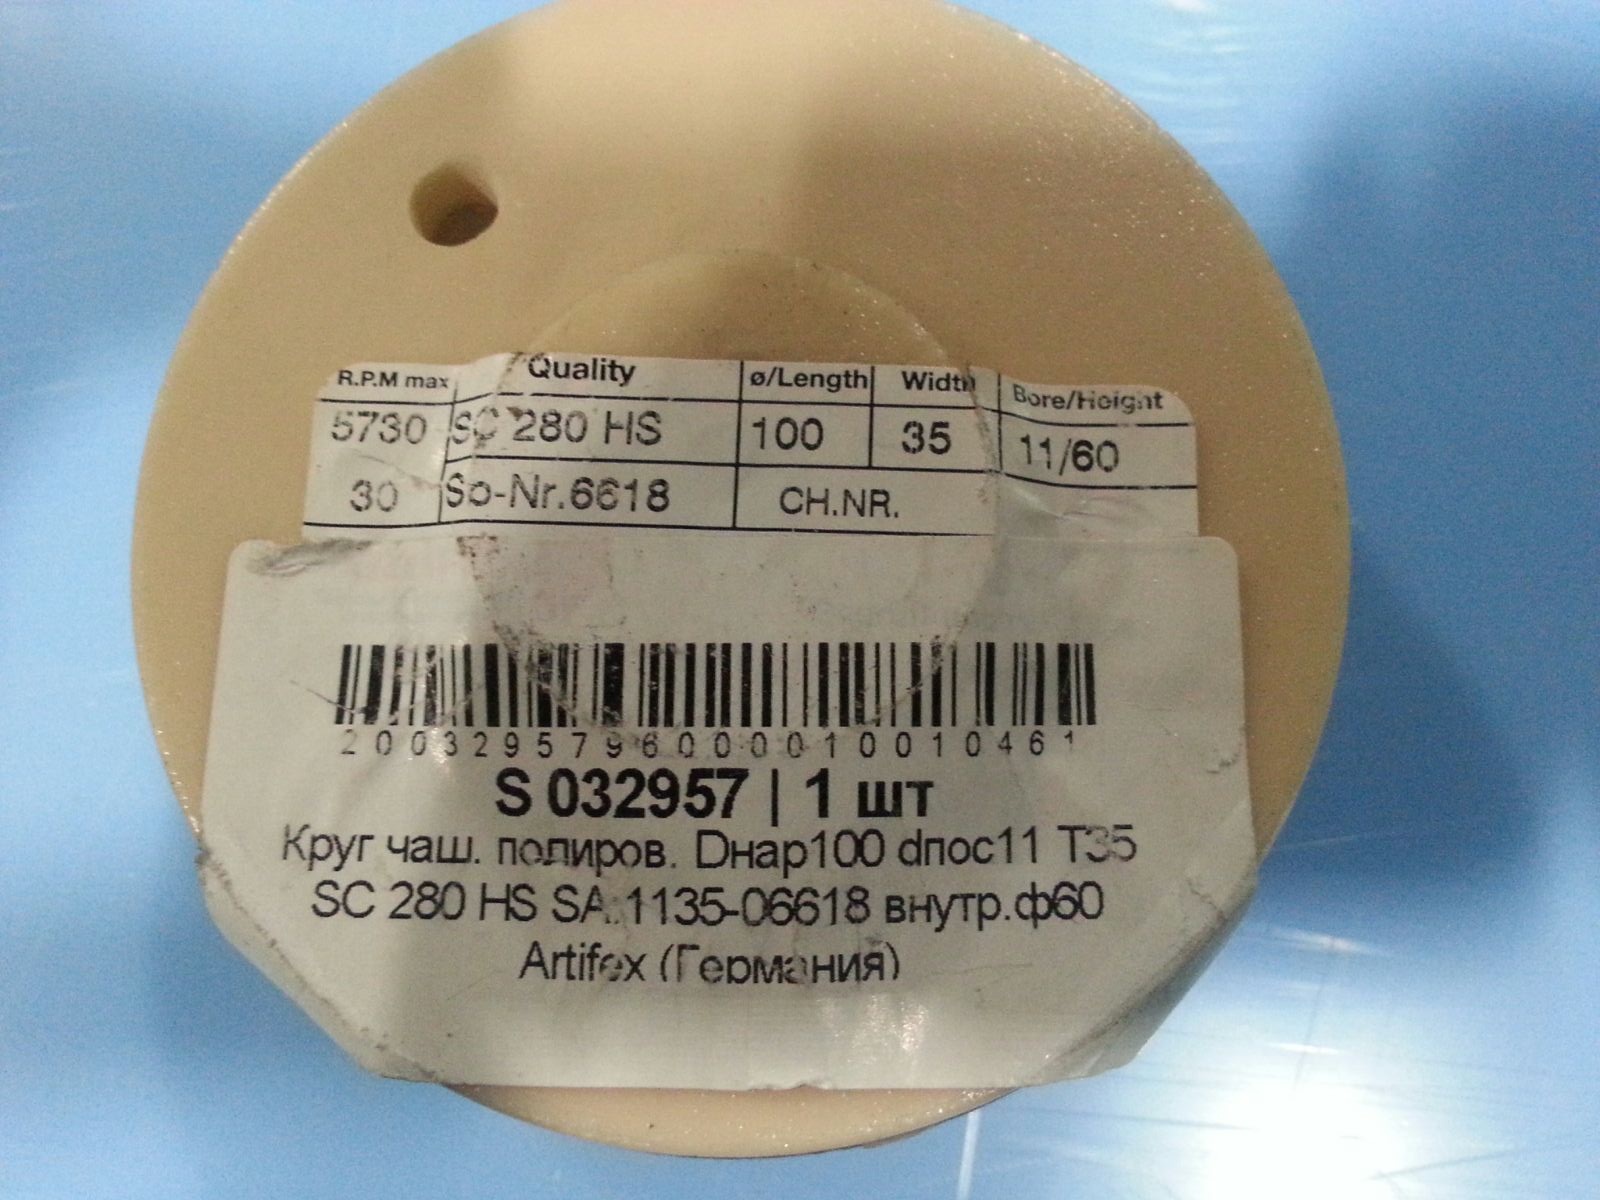 R.P.M max Quality ø/Length Width Bore/Height
5730 SC 280 HS 100 35 11/60
30 So-Nr.6618 CH.NR.
20032957960000010010461
S 032957 | 1 шт
Круг чаш. полиров. Dнар100 dпос11 T35
SC 280 HS SA.1135-06618 внутр.ф60
Artifex (Германия)